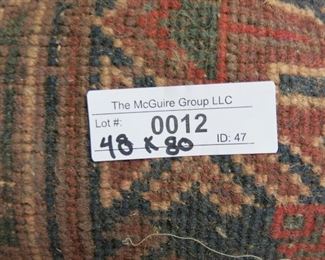 The McGuire Group LLC
Lot #: 0012
48 x 80 ID: 47